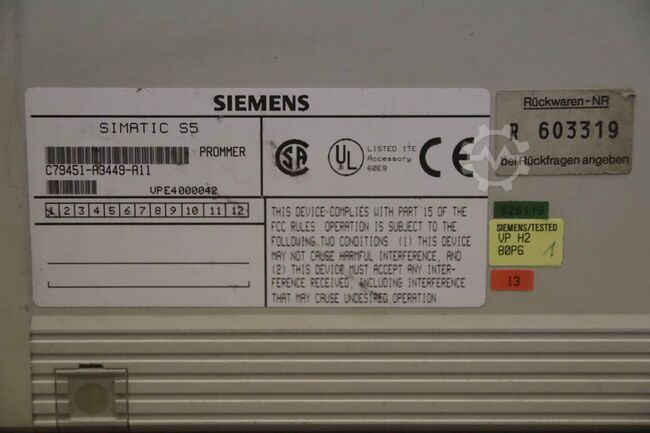 SIEMENS
SIMATIC S5
PROMMER
C79451-A3449-A11
VPE4000042
1 2 3 4 5 6 7 8 9 10 11 12
SA
UL
LISTED ITE
Accessory
60E9
CE
THIS DEVICE COMPLIES WITH PART 15 OF THE
FCC RULES. OPERATION IS SUBJECT TO THE
FOLLOWING TWO CONDITIONS: (1) THIS DEVICE
MAY NOT CAUSE HARMFUL INTERFERENCE, AND
(2) THIS DEVICE MUST ACCEPT ANY INTER-
FERENCE RECEIVED, INCLUDING INTERFERENCE
THAT MAY CAUSE UNDESIRED OPERATION
Rückwaren-NR
R 603319
bei Rückfragen angeben
626119
SIEMENS/TESTED
VP H2
80P6
1
13